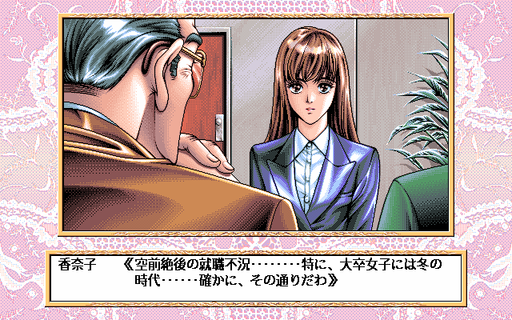 香奈子　《空前絶後の就職不況‥‥‥‥特に、大卒女子には冬の
時代‥‥‥確かに、その通りだわ》